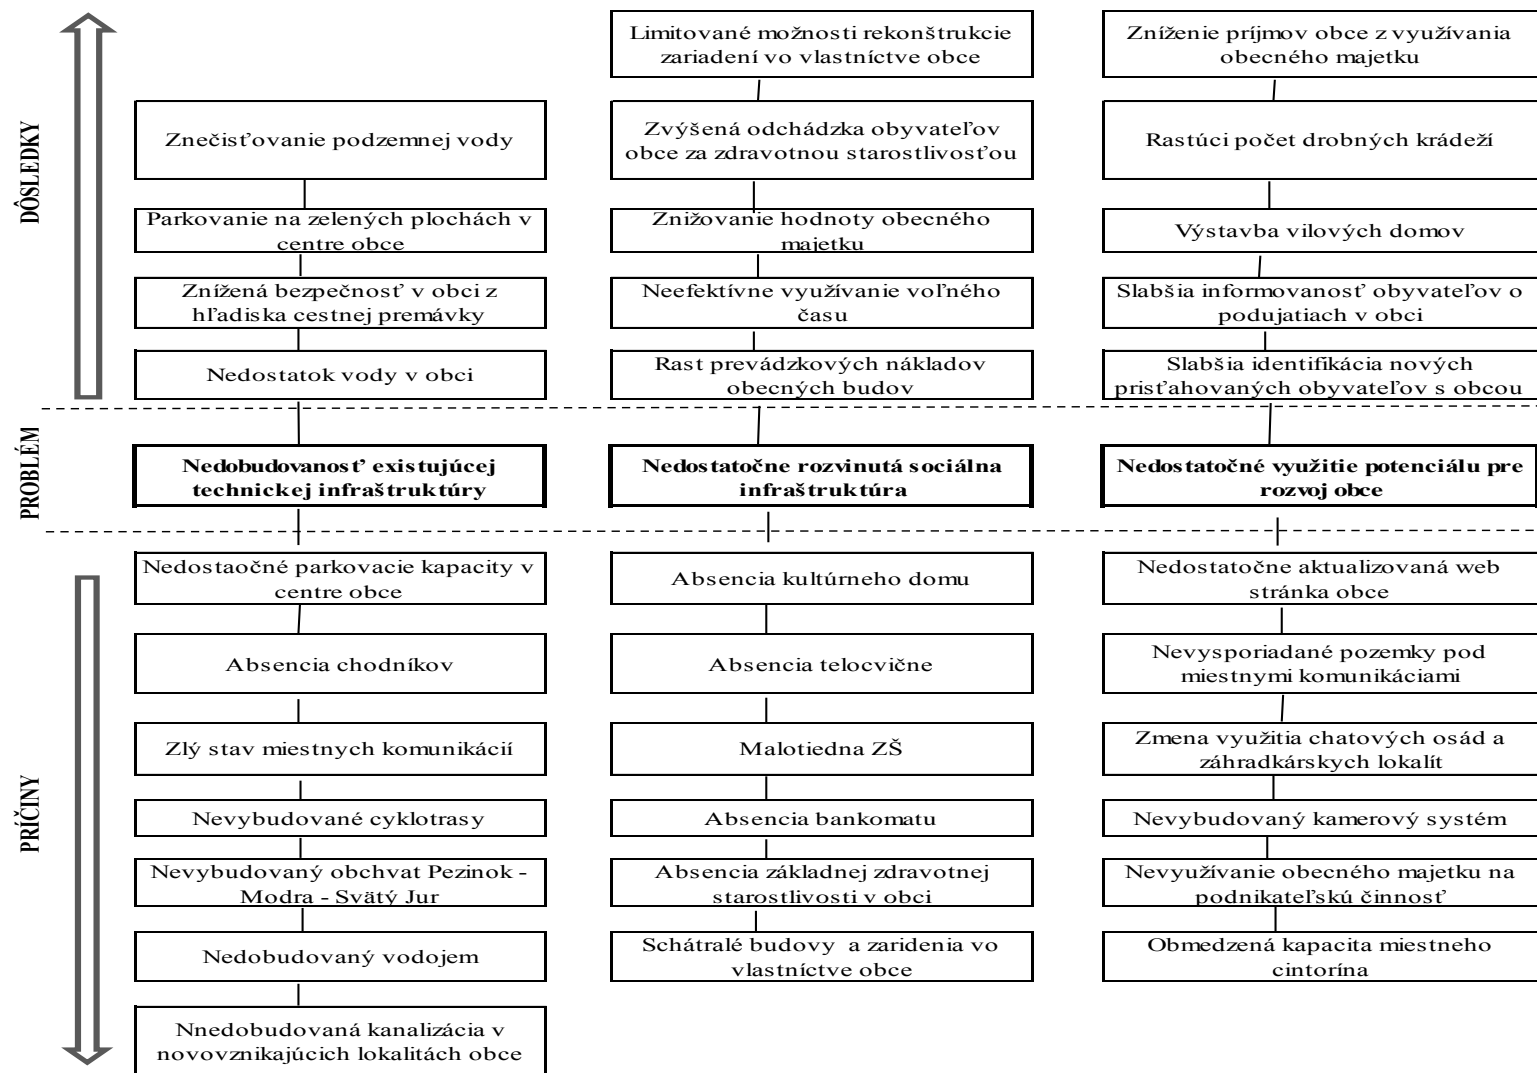 DÔSLEDKY
Znečisťovanie podzemnej vody
Parkovanie na zelených plochách v
centre obce
Znížená bezpečnosť v obci z
hľadiska cestnej premávky
Nedostatok vody v obci
Limitované možnosti rekonštrukcie
zariadení vo vlastníctve obce
Zvýšená odchádzka obyvateľov
obce za zdravotnou starostlivosťou
Znižovanie hodnoty obecného
majetku
Neefektívne využívanie voľného
času
Rast prevádzkových nákladov
obecných budov
Zníženie príjmov obce z využívania
obecného majetku
Rastúci počet drobných krádeží
Výstavba vilových domov
Slabšia informovanosť obyvateľov o
podujatiach v obci
Slabšia identifikácia nových
prisťahovaných obyvateľov s obcou
PROBLÉM
Nedobudovanosť existujúcej
technickej infraštruktúry
Nedostatočne rozvinutá sociálna
infraštruktúra
Nedostatočné využitie potenciálu pre
rozvoj obce
PRÍČINY
Nedostaočné parkovacie kapacity v
centre obce
Absencia chodníkov
Zlý stav miestnych komunikácií
Nevybudované cyklotrasy
Nevybudovaný obchvat Pezinok -
Modra - Svätý Jur
Nedobudovaný vodojem
Nnedobudovaná kanalizácia v
novovznikajúcich lokalitách obce
Absencia kultúrneho domu
Absencia telocvične
Malotiedna ZŠ
Absencia bankomatu
Absencia základnej zdravotnej
starostlivosti v obci
Schátralé budovy a zaridenia vo
vlastníctve obce
Nedostatočne aktualizovaná web
stránka obce
Nevysporiadané pozemky pod
miestnymi komunikáciami
Zmena využitia chatových osád a
záhradkárskych lokalít
Nevybudovaný kamerový systém
Nevyužívanie obecného majetku na
podnikateľskú činnosť
Obmedzená kapacita miestneho
cintorína